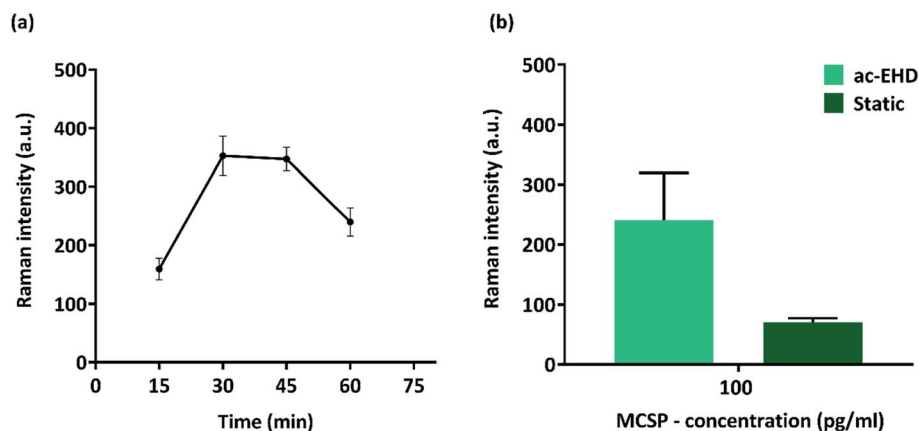 (a)
500
400
300
200
100
0
Raman intensity (a.u.)
0 15 30 45 60 75
Time (min)
(b)
500
400
300
200
100
0
Raman intensity (a.u.)
ac-EHD
Static
100
MCSP - concentration (pg/ml)